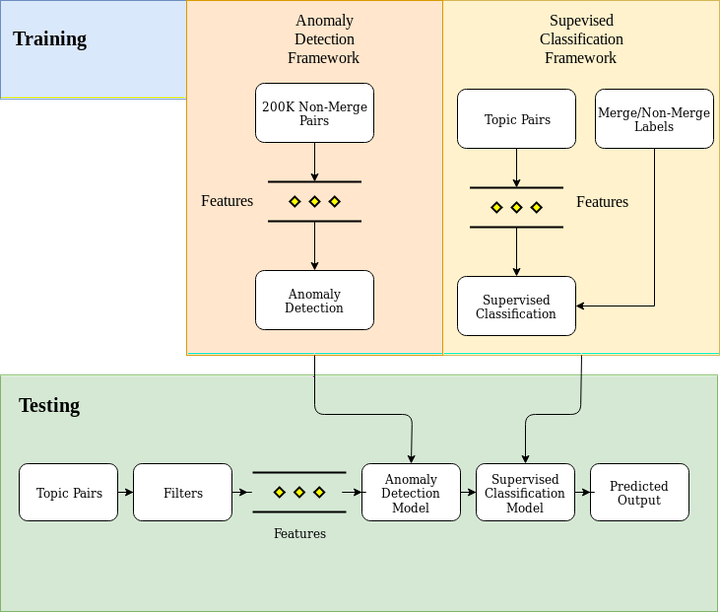 Training
Anomaly
Detection
Framework
Supevised
Classification
Framework
200K Non-Merge
Pairs
Topic Pairs
Merge/Non-Merge
Labels
Features
Features
Anomaly
Detection
Supervised
Classification
Testing
Topic Pairs
Filters
Features
Anomaly
Detection
Model
Supervised
Classification
Model
Predicted
Output